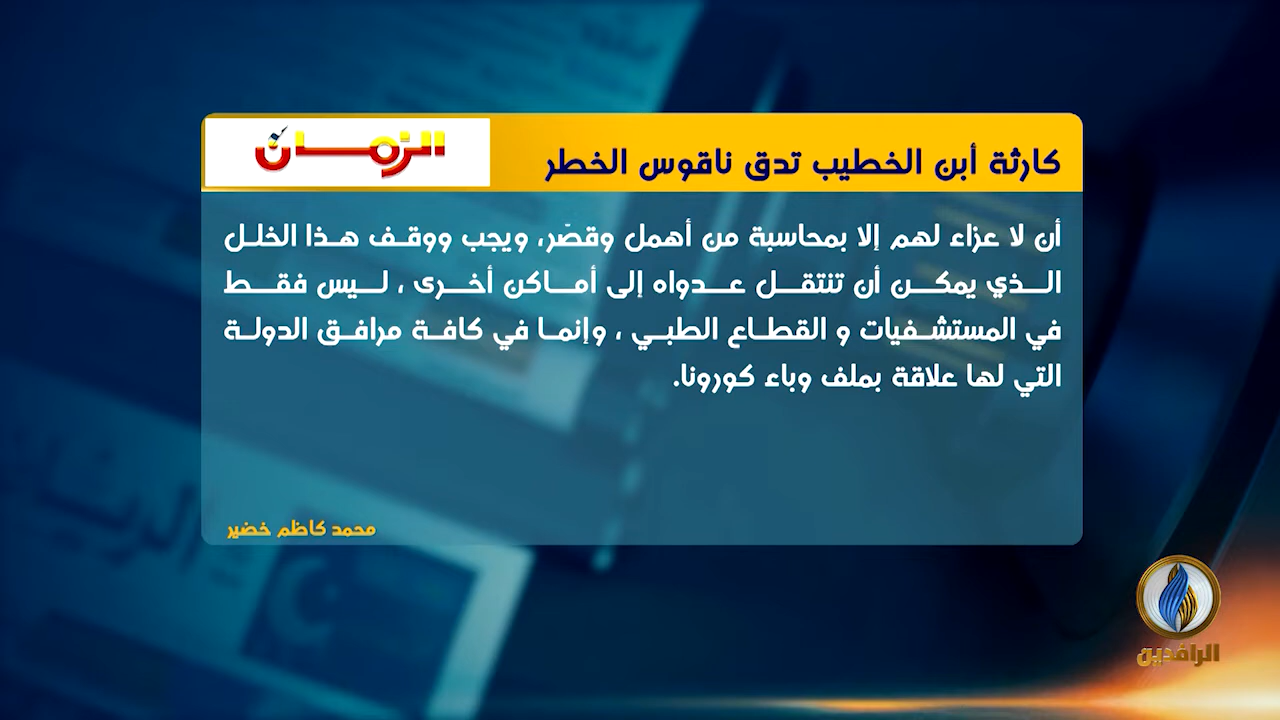 الزمان
كارثة أبن الخطيب تدق ناقوس الخطر
أن لا عزاء لهم إلا بمحاسبة من أهمل وقصّر، ويجب ووقف هذا الخلل
الذي يمكن أن تنتقل عدواه إلى أماكن أخرى ، ليس فقط
في المستشفيات و القطاع الطبي ، وإنما في كافة مرافق الدولة
التي لها علاقة بملف وباء كورونا.
محمد كاظم خضير
الرافدين